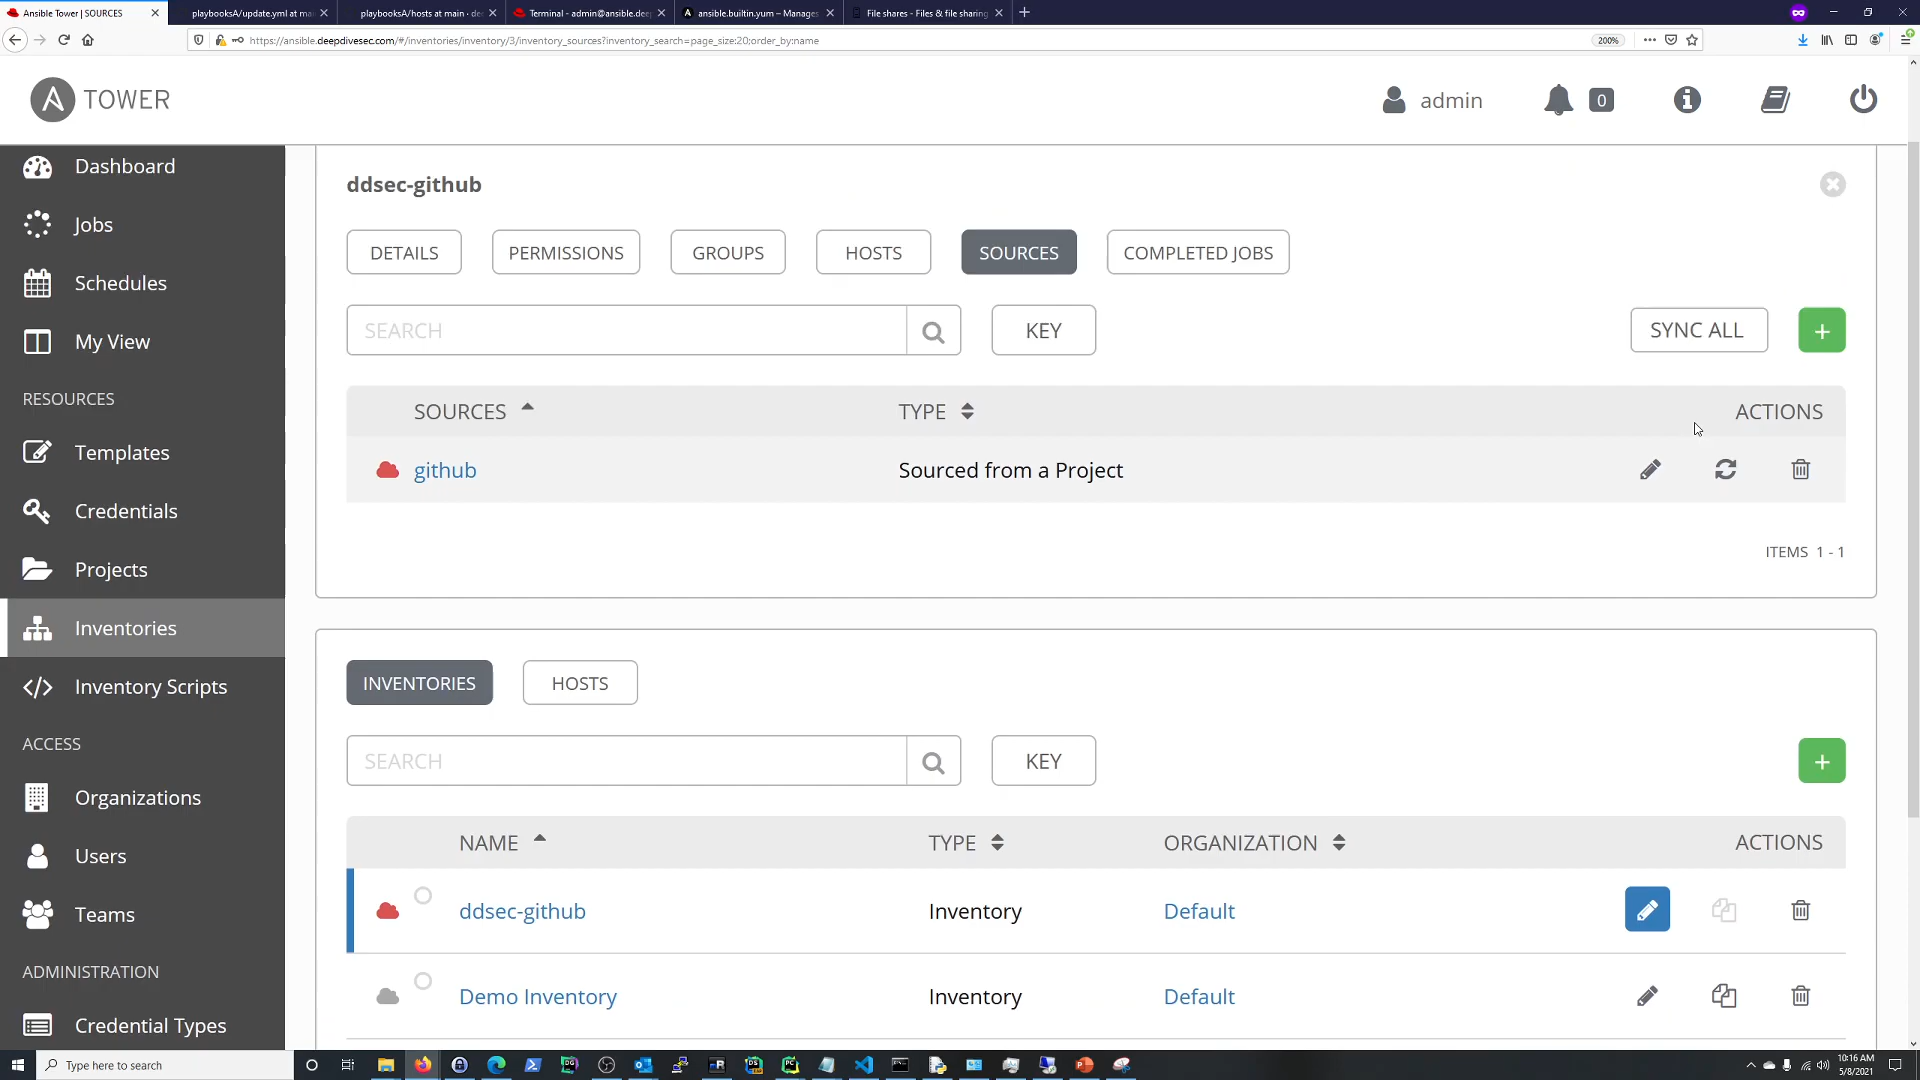 Ansible Tower | SOURCES
playbooksA/update.yml at mai
playbooksA/hosts at main · de
Terminal - admin@ansible.deep
ansible.builtin.yum – Manages
File shares - Files & file sharing
https://ansible.deepdivesec.com/#/inventories/inventory/3/inventory_sources?inventory_search=page_size:20;order_by:name
200%
A TOWER
admin
0
Dashboard
Jobs
Schedules
My View
RESOURCES
Templates
Credentials
Projects
Inventories
Inventory Scripts
ACCESS
Organizations
Users
Teams
ADMINISTRATION
Credential Types
ddsec-github
DETAILS
PERMISSIONS
GROUPS
HOSTS
SOURCES
COMPLETED JOBS
SEARCH
KEY
SYNC ALL
+
SOURCES
TYPE
ACTIONS
github
Sourced from a Project
ITEMS 1 - 1
INVENTORIES
HOSTS
SEARCH
KEY
+
NAME
TYPE
ORGANIZATION
ACTIONS
ddsec-github
Inventory
Default
Demo Inventory
Inventory
Default
Type here to search
10:16 AM
5/8/2021